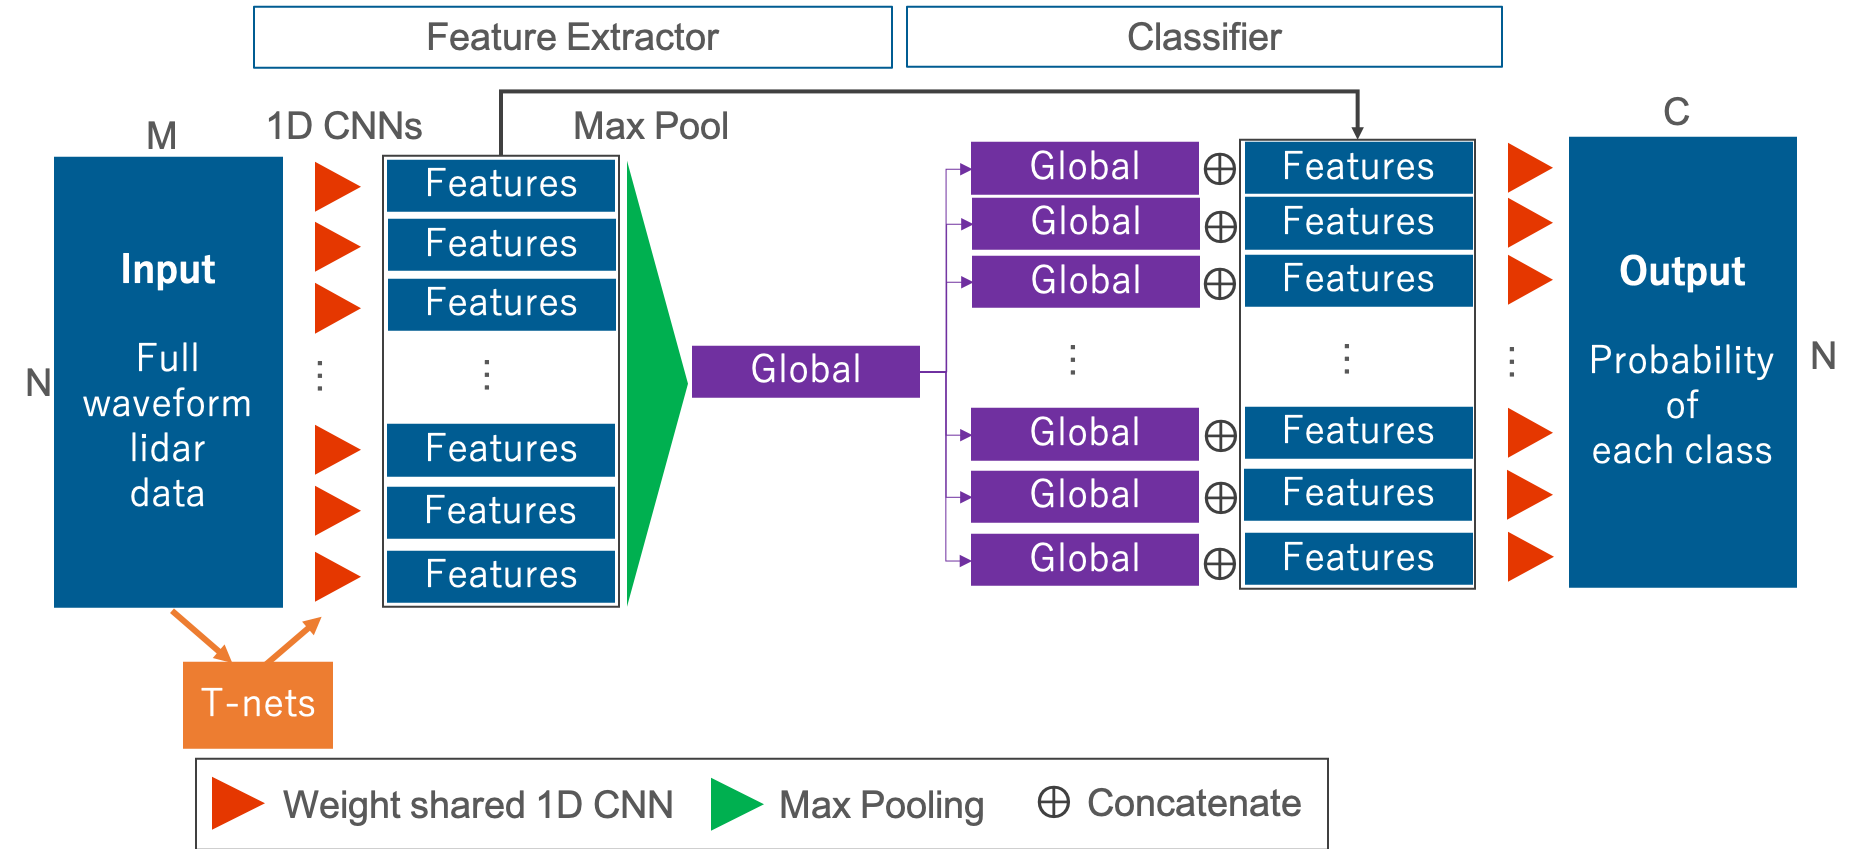 Feature Extractor
Classifier
M
1D CNNs
Max Pool
C
N
Input
Full
waveform
lidar
data
Features
Features
Features
⋮
⋮
Features
Features
Features
Global
Global
Global
Global
⋮
Global
Global
Global
Features
Features
Features
⋮
⋮
Features
Features
Features
Output
Probability
of
each class
N
T-nets
Weight shared 1D CNN
Max Pooling
Concatenate